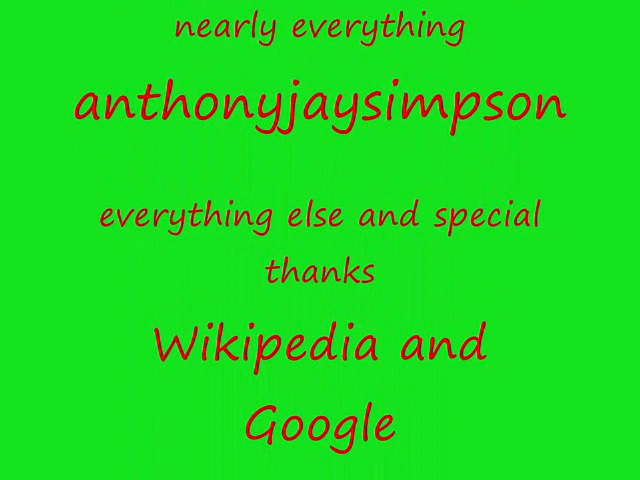 nearly everything
anthonyjaysimpson
everything else and special
thanks
Wikipedia and
Google